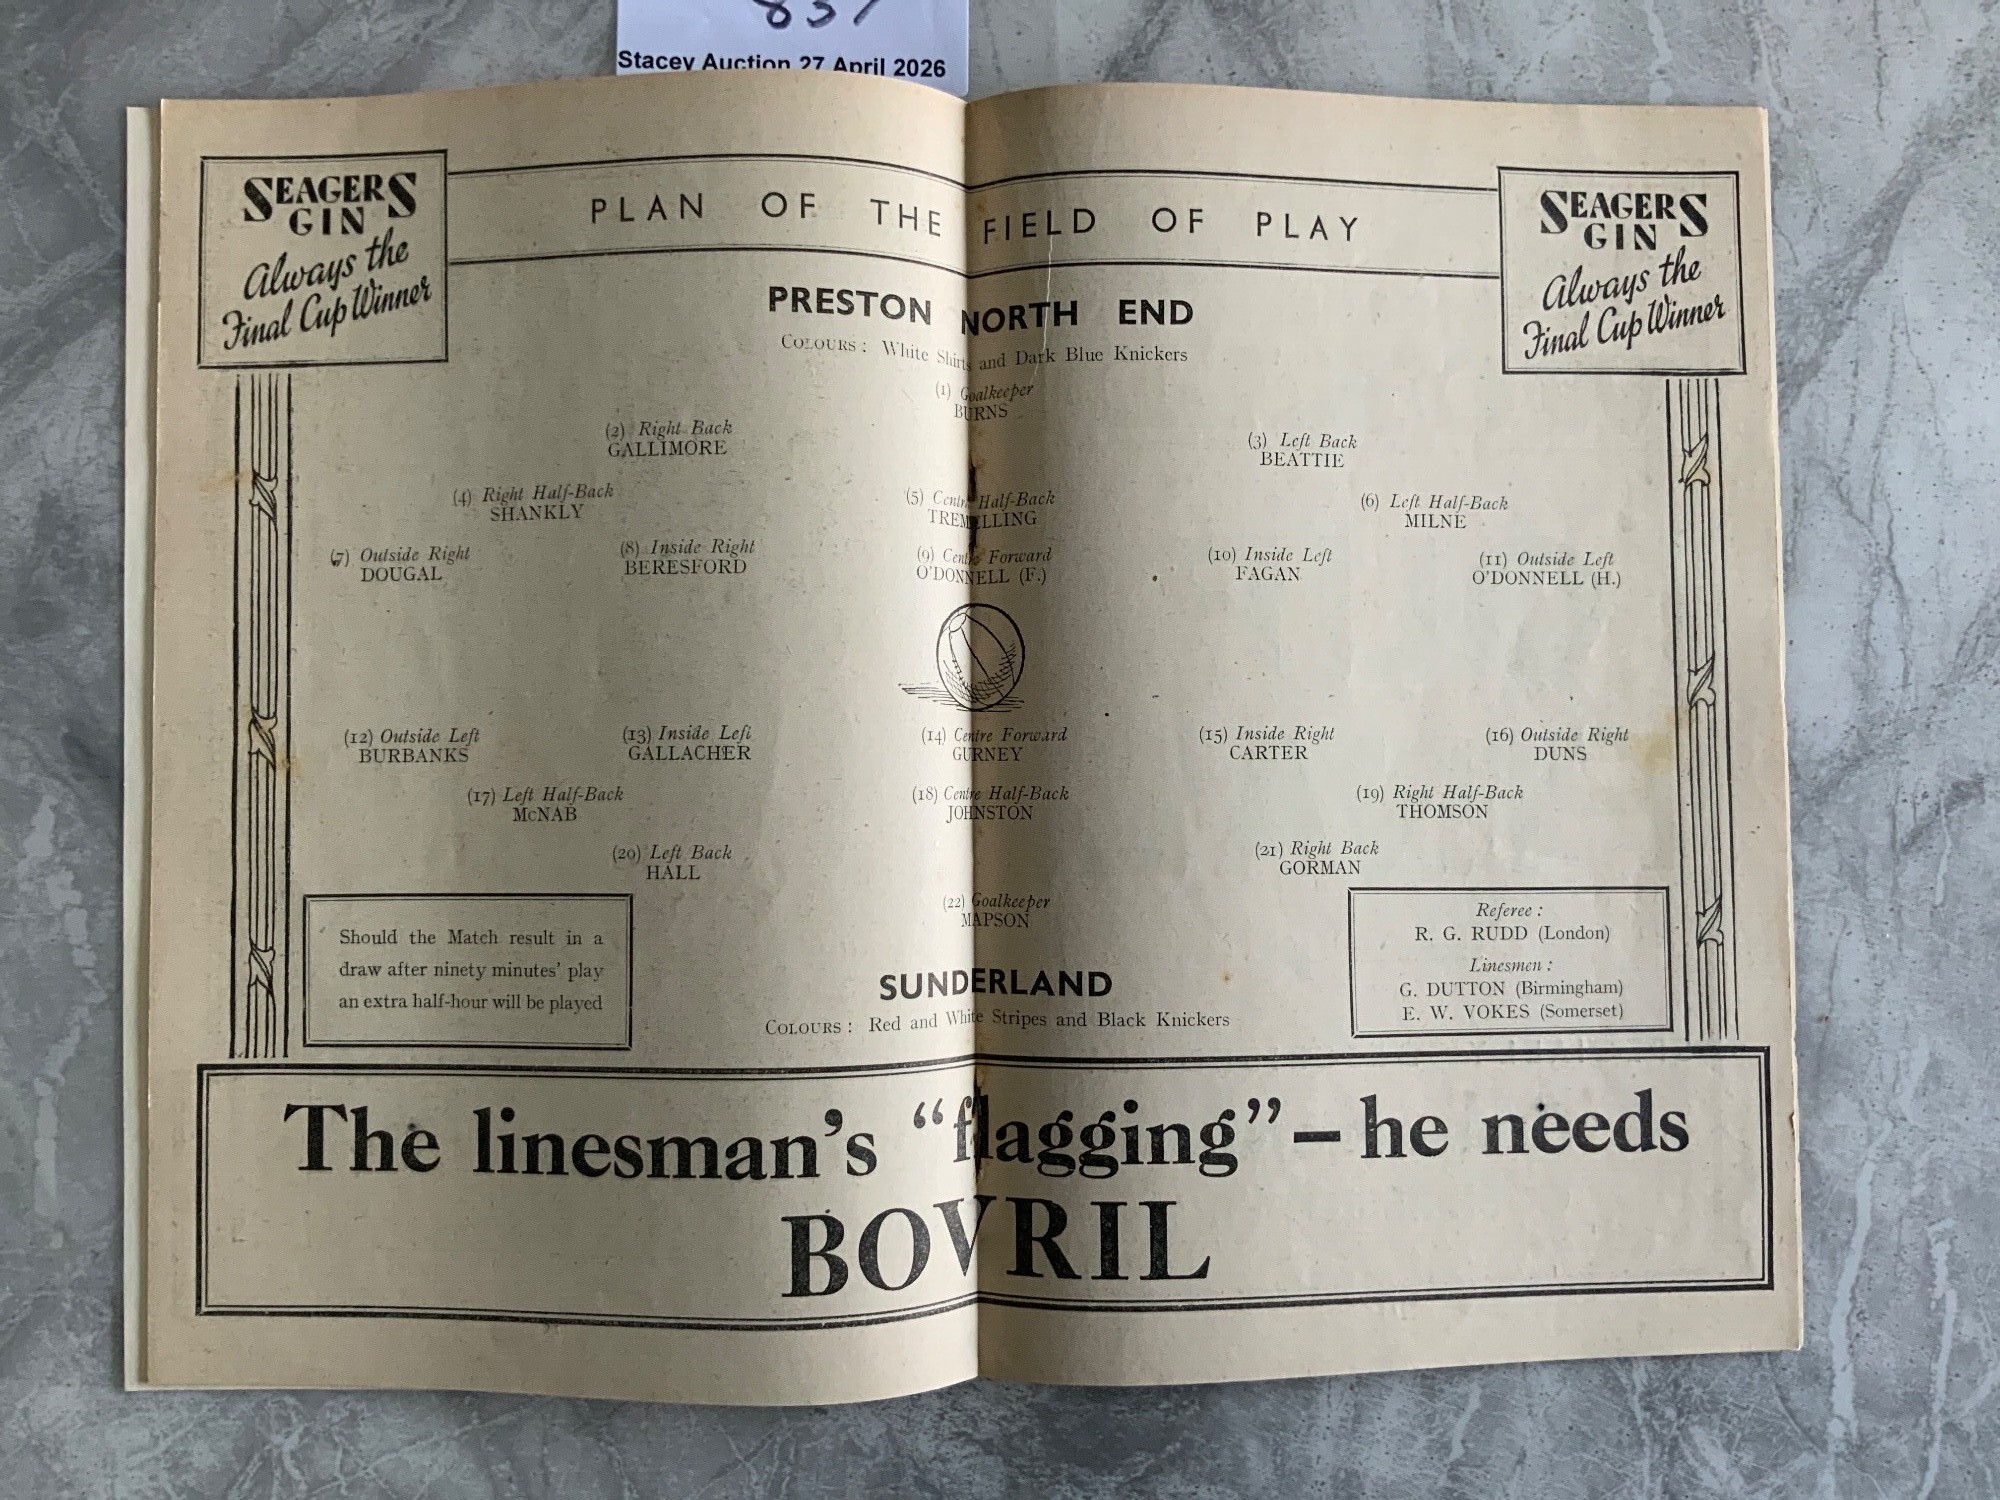 Stacey Auction 27 April 2026
SEAGERS
GIN
Always the
Final Cup Winner
PLAN OF THE FIELD OF PLAY
SEAGERS
GIN
Always the
Final Cup Winner
PRESTON NORTH END
COLOURS : White Shirts and Dark Blue Knickers
(1) Goalkeeper
BURNS
(2) Right Back
GALLIMORE
(3) Left Back
BEATTIE
(4) Right Half-Back
SHANKLY
(5) Centre Half-Back
TREMELLING
(6) Left Half-Back
MILNE
(7) Outside Right
DOUGAL
(8) Inside Right
BERESFORD
(9) Centre Forward
O'DONNELL (F.)
(10) Inside Left
FAGAN
(11) Outside Left
O'DONNELL (H.)
(12) Outside Left
BURBANKS
(13) Inside Left
GALLACHER
(14) Centre Forward
GURNEY
(15) Inside Right
CARTER
(16) Outside Right
DUNS
(17) Left Half-Back
McNAB
(18) Centre Half-Back
JOHNSTON
(19) Right Half-Back
THOMSON
(20) Left Back
HALL
(21) Right Back
GORMAN
(22) Goalkeeper
MAPSON
Should the Match result in a
draw after ninety minutes' play
an extra half-hour will be played
SUNDERLAND
COLOURS : Red and White Stripes and Black Knickers
Referee :
R. G. RUDD (London)
Linesmen :
G. DUTTON (Birmingham)
E. W. VOKES (Somerset)
The linesman's "flagging" — he needs
BOVRIL